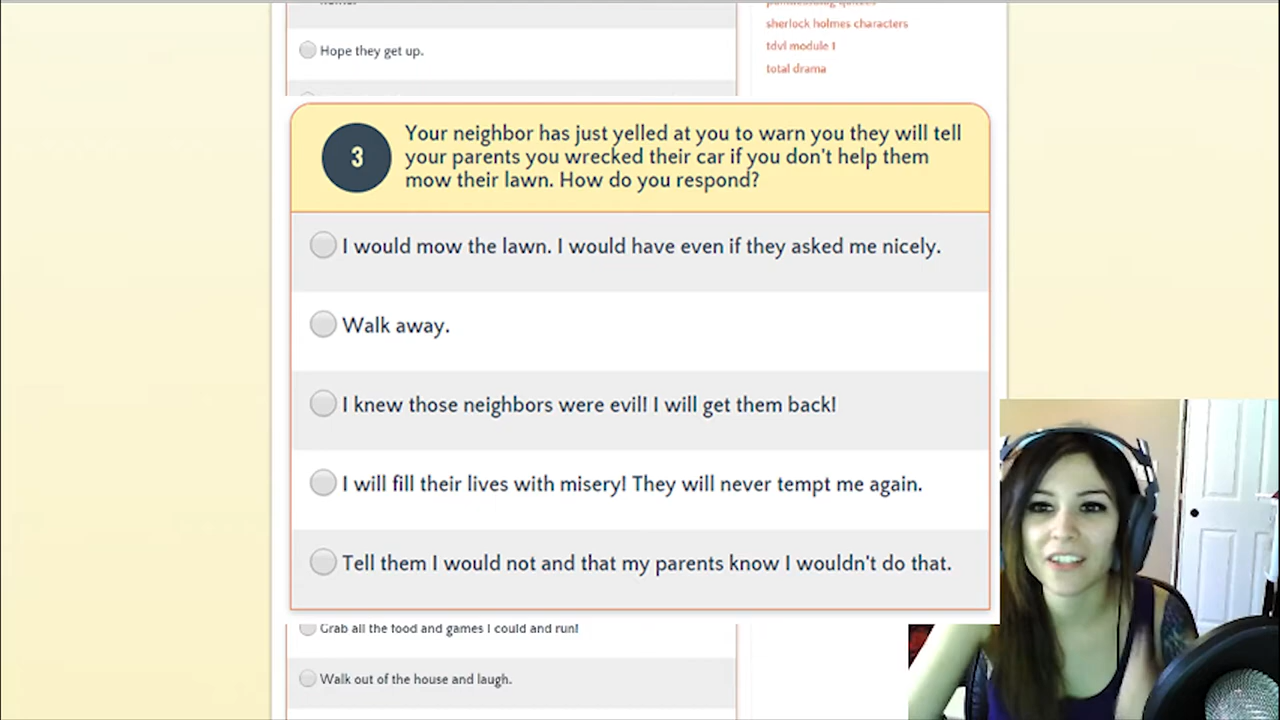 sherlock holmes characters
Hope they get up.
tdvl module 1
total drama
3
Your neighbor has just yelled at you to warn you they will tell
your parents you wrecked their car if you don't help them
mow their lawn. How do you respond?
I would mow the lawn. I would have even if they asked me nicely.
Walk away.
I knew those neighbors were evil! I will get them back!
I will fill their lives with misery! They will never tempt me again.
Tell them I would not and that my parents know I wouldn't do that.
Grab all the food and games I could and run!
Walk out of the house and laugh.